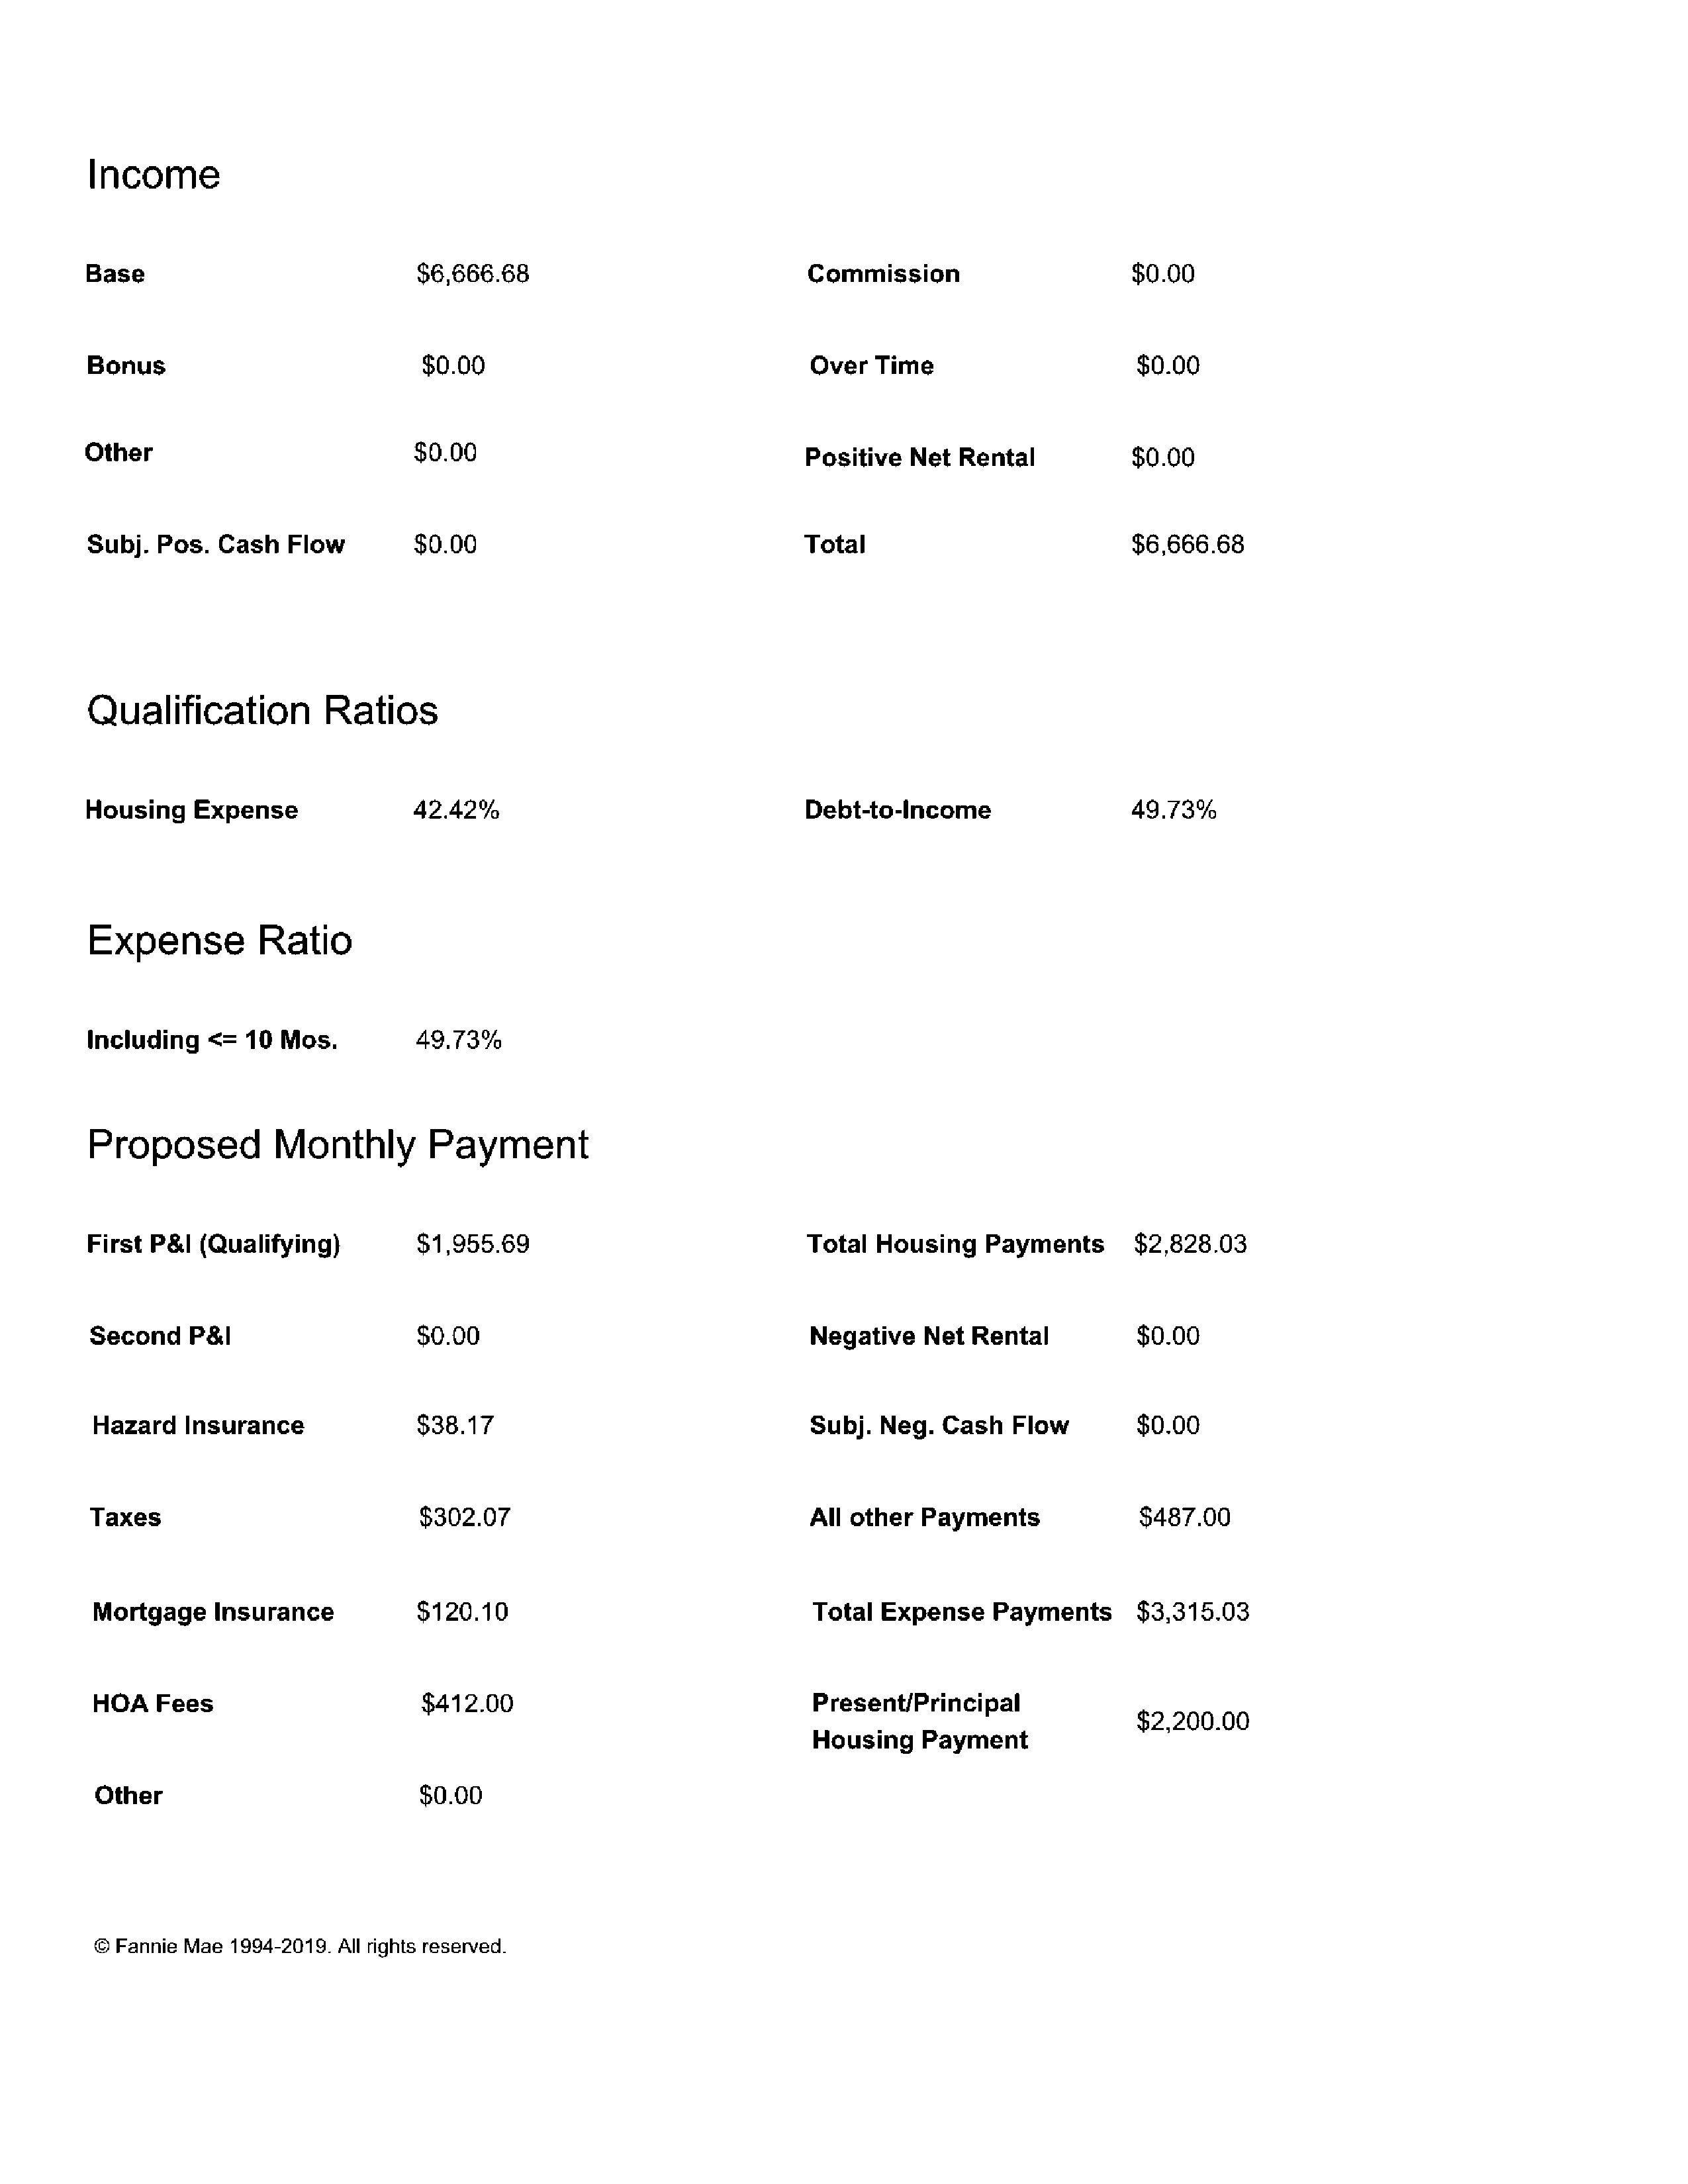 Income
Base $6,666.68 Commission $0.00
Bonus $0.00 Over Time $0.00
Other $0.00 Positive Net Rental $0.00
Subj. Pos. Cash Flow $0.00 Total $6,666.68
Qualification Ratios
Housing Expense 42.42% Debt-to-Income 49.73%
Expense Ratio
Including <= 10 Mos. 49.73%
Proposed Monthly Payment
First P&I (Qualifying) $1,955.69 Total Housing Payments $2,828.03
Second P&I $0.00 Negative Net Rental $0.00
Hazard Insurance $38.17 Subj. Neg. Cash Flow $0.00
Taxes $302.07 All other Payments $487.00
Mortgage Insurance $120.10 Total Expense Payments $3,315.03
HOA Fees $412.00 Present/Principal
Housing Payment $2,200.00
Other $0.00
© Fannie Mae 1994-2019. All rights reserved.